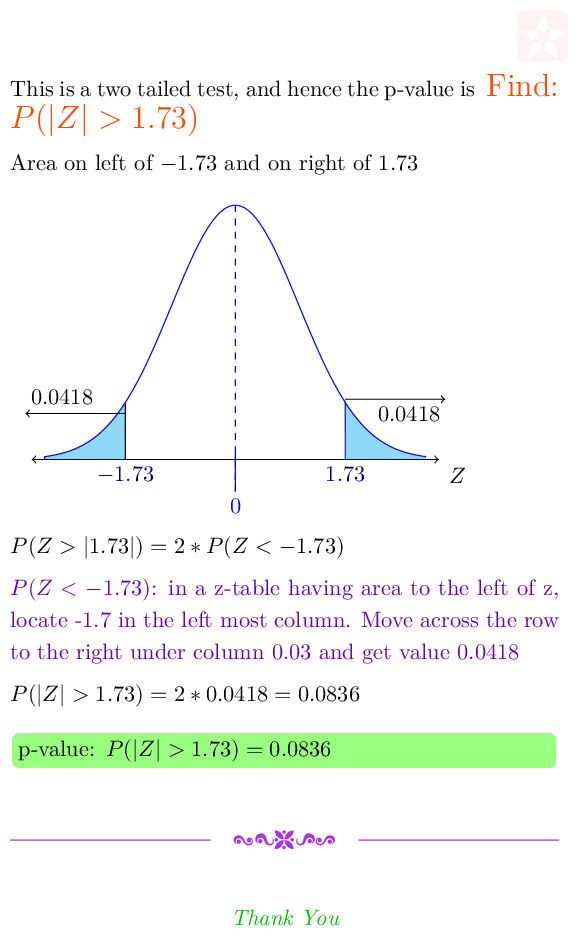 This is a two tailed test, and hence the p-value is Find:
P(|Z| > 1.73)
Area on left of −1.73 and on right of 1.73
0.0418
0.0418
−1.73
1.73
Z
0
P(Z > |1.73|) = 2 ∗ P(Z < −1.73)
P(Z < −1.73): in a z-table having area to the left of z,
locate -1.7 in the left most column. Move across the row
to the right under column 0.03 and get value 0.0418
P(|Z| > 1.73) = 2 ∗ 0.0418 = 0.0836
p-value: P(|Z| > 1.73) = 0.0836
Thank You